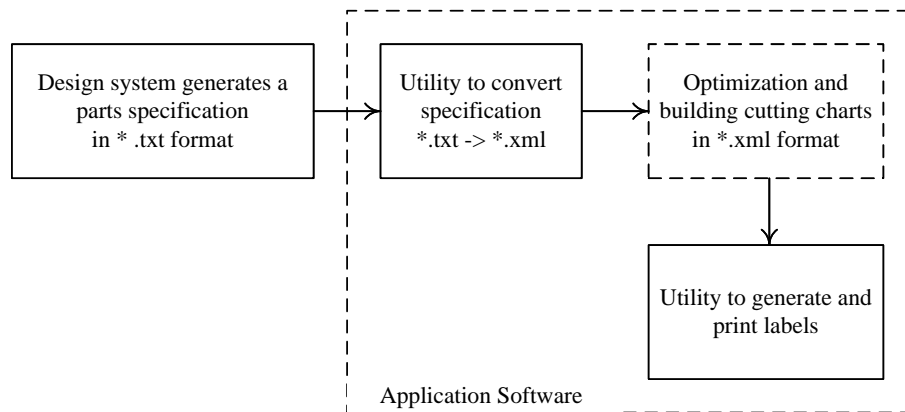 Design system generates a
parts specification
in * .txt format
Utility to convert
specification
*.txt -> *.xml
Optimization and
building cutting charts
in *.xml format
Utility to generate and
print labels
Application Software